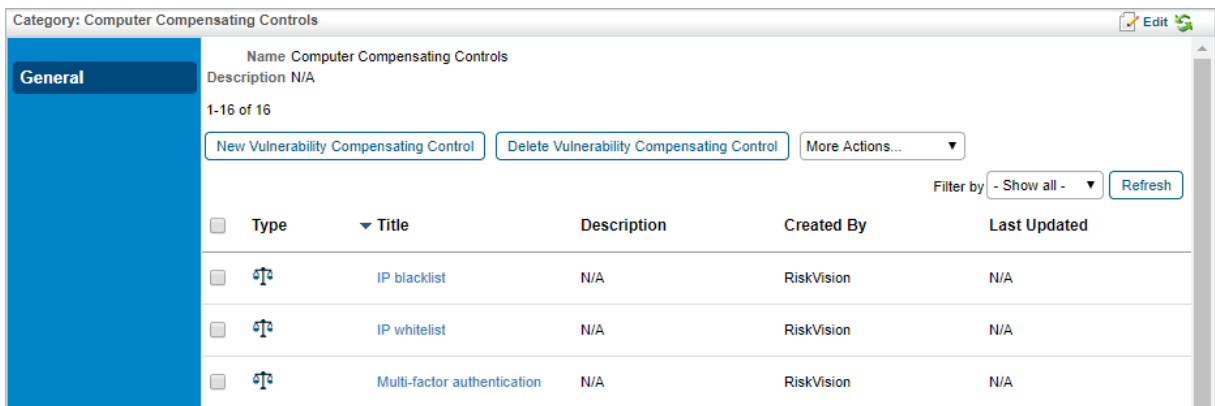 Category: Computer Compensating Controls Edit
General
Name Computer Compensating Controls
Description N/A
1-16 of 16
New Vulnerability Compensating Control Delete Vulnerability Compensating Control More Actions...
Filter by - Show all - Refresh
Type Title Description Created By Last Updated
IP blacklist N/A RiskVision N/A
IP whitelist N/A RiskVision N/A
Multi-factor authentication N/A RiskVision N/A